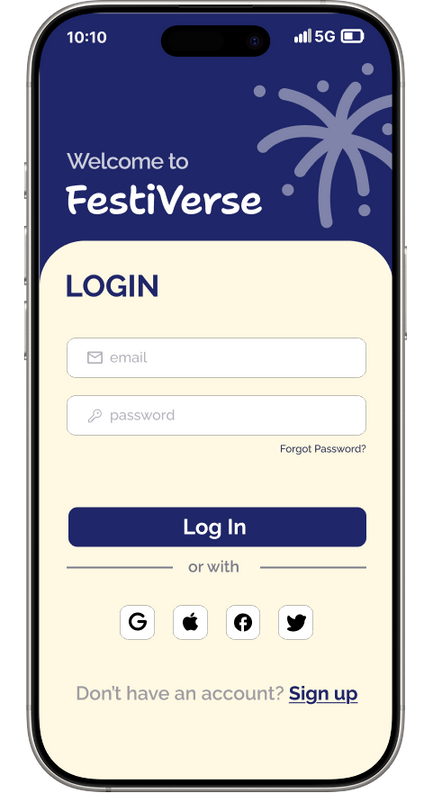 10:10 5G
Welcome to
FestiVerse
LOGIN
email
password
Forgot Password?
Log In
or with
Don't have an account? Sign up